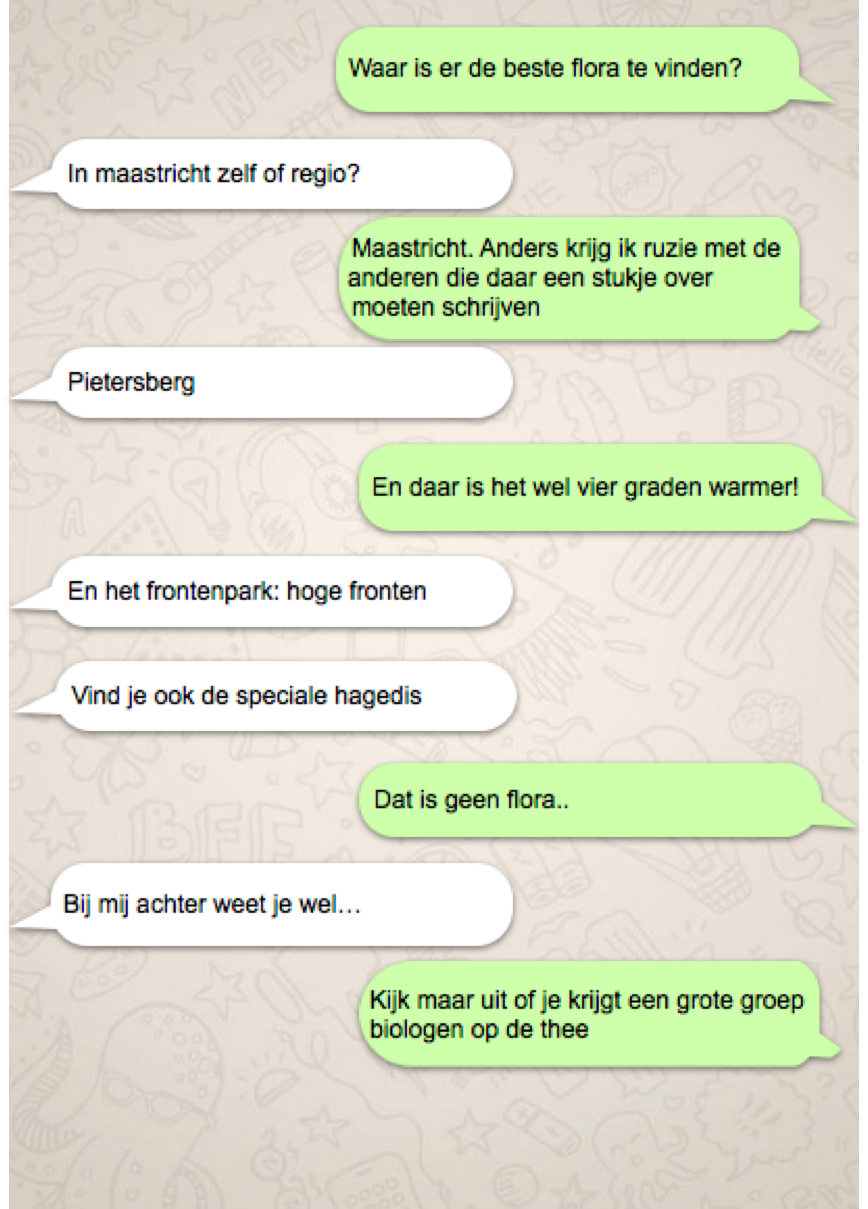 Waar is er de beste flora te vinden?
In maastricht zelf of regio?
Maastricht. Anders krijg ik ruzie met de
anderen die daar een stukje over
moeten schrijven
Pietersberg
En daar is het wel vier graden warmer!
En het frontenpark: hoge fronten
Vind je ook de speciale hagedis
Dat is geen flora..
Bij mij achter weet je wel…
Kijk maar uit of je krijgt een grote groep
biologen op de thee